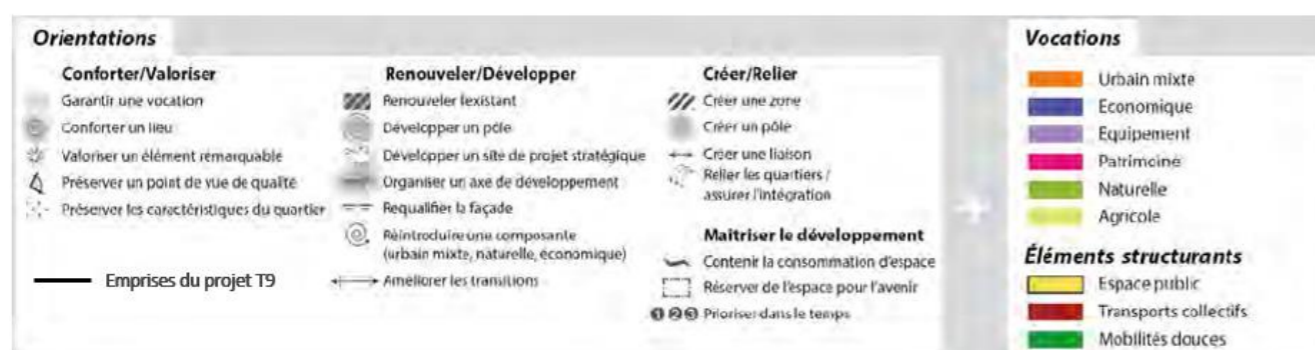 Orientations
Conforter/Valoriser
Garantir une vocation
Conforter un lieu
Valoriser un élément remarquable
Préserver un point de vue de qualité
Préserver les caractéristiques du quartier
Emprises du projet T9
Renouveler/Développer
Renouveler l'existant
Développer un pôle
Développer un site de projet stratégique
Organiser un axe de développement
Requalifier la façade
Réintroduire une composante
(urbain mixte, naturelle, économique)
Améliorer les transitions
Créer/Relier
Créer une zone
Créer un pôle
Créer une liaison
Relier les quartiers /
assurer l'intégration
Maîtriser le développement
Contenir la consommation d'espace
Réserver de l'espace pour l'avenir
1 2 3 Prioriser dans le temps
Vocations
Urbain mixte
Economique
Equipement
Patrimoine
Naturelle
Agricole
Éléments structurants
Espace public
Transports collectifs
Mobilités douces